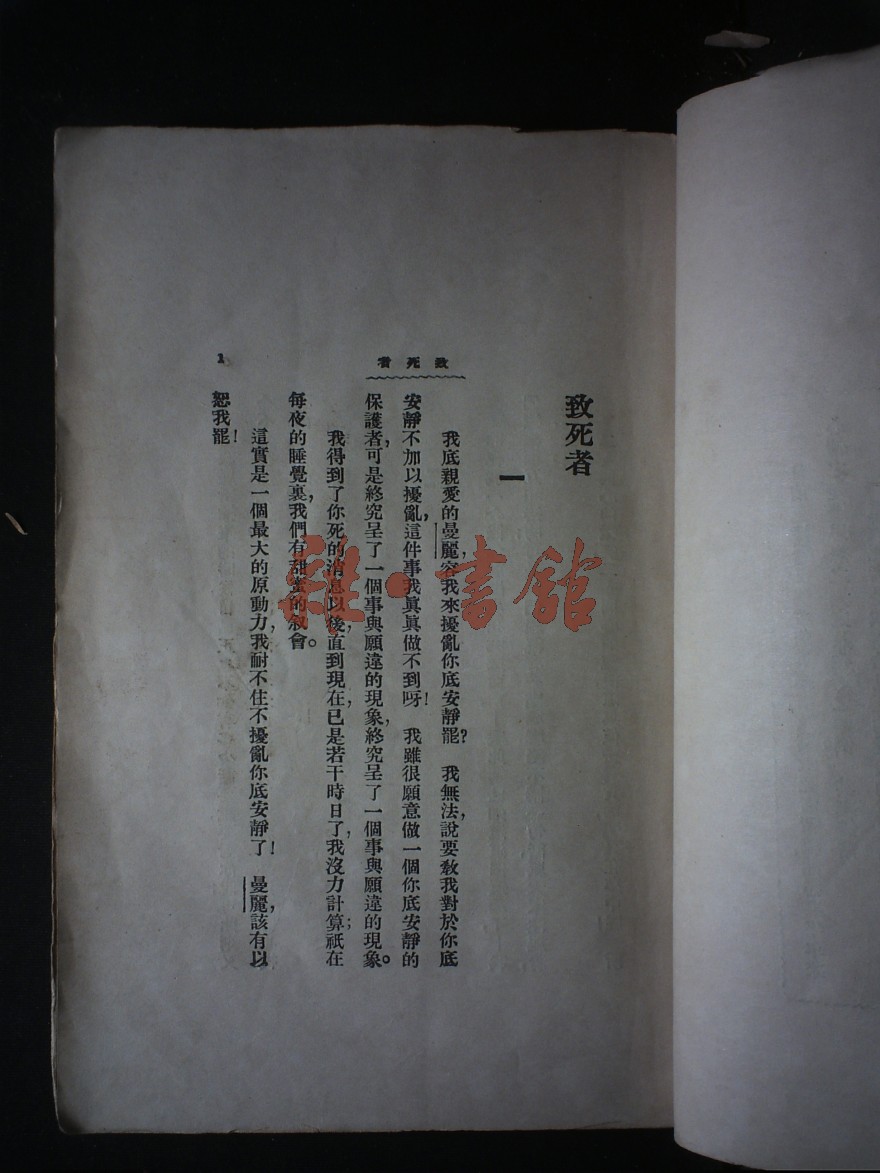 致死者
一
我底親愛的曼麗，容我來擾亂你底安靜罷？　我無法，說要敎我對於你底
安靜不加以擾亂，這件事我眞眞做不到呀！　我雖很願意做一個你底安靜的
保護者，可是終究呈了一個事與願違的現象，終究呈了一個事與願違的現象。
我得到了你死的消息以後，直到現在，已是若干時日了，我沒力計算；祇在
每夜的睡覺裏，我們有甜蜜的叙會。
這實是一個最大的原動力，我耐不住不擾亂你底安靜了！　曼麗，該有以
恕我罷！
致死者
1
雜·書館